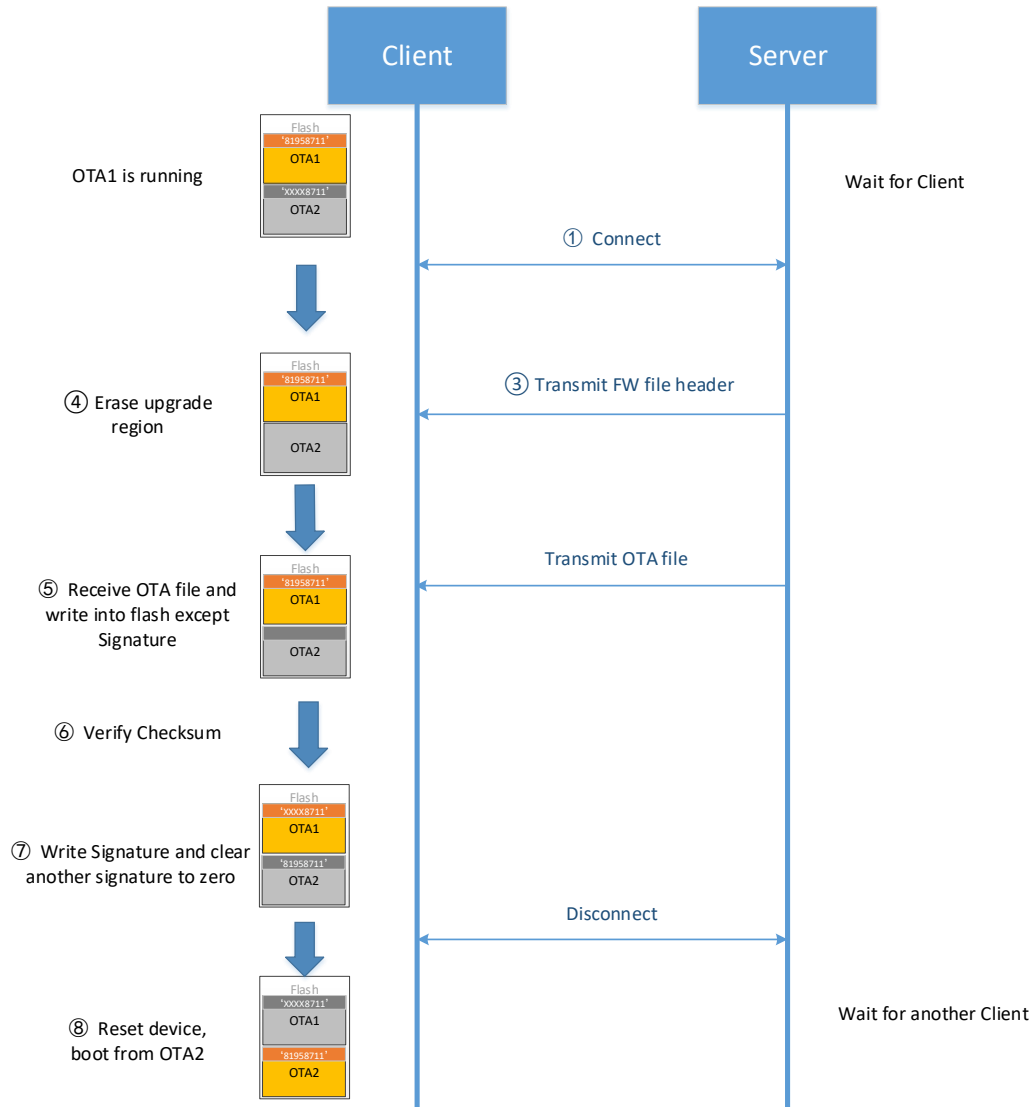 Client
Server
Flash
'81958711'
OTA1
'XXXX8711'
OTA2
OTA1 is running
Wait for Client
① Connect
Flash
'81958711'
OTA1
OTA2
④ Erase upgrade
region
③ Transmit FW file header
Flash
'81958711'
OTA1
OTA2
⑤ Receive OTA file and
write into flash except
Signature
Transmit OTA file
⑥ Verify Checksum
Flash
'XXXX8711'
OTA1
'81958711'
OTA2
⑦ Write Signature and clear
another signature to zero
Disconnect
Flash
'XXXX8711'
OTA1
'81958711'
OTA2
⑧ Reset device,
boot from OTA2
Wait for another Client